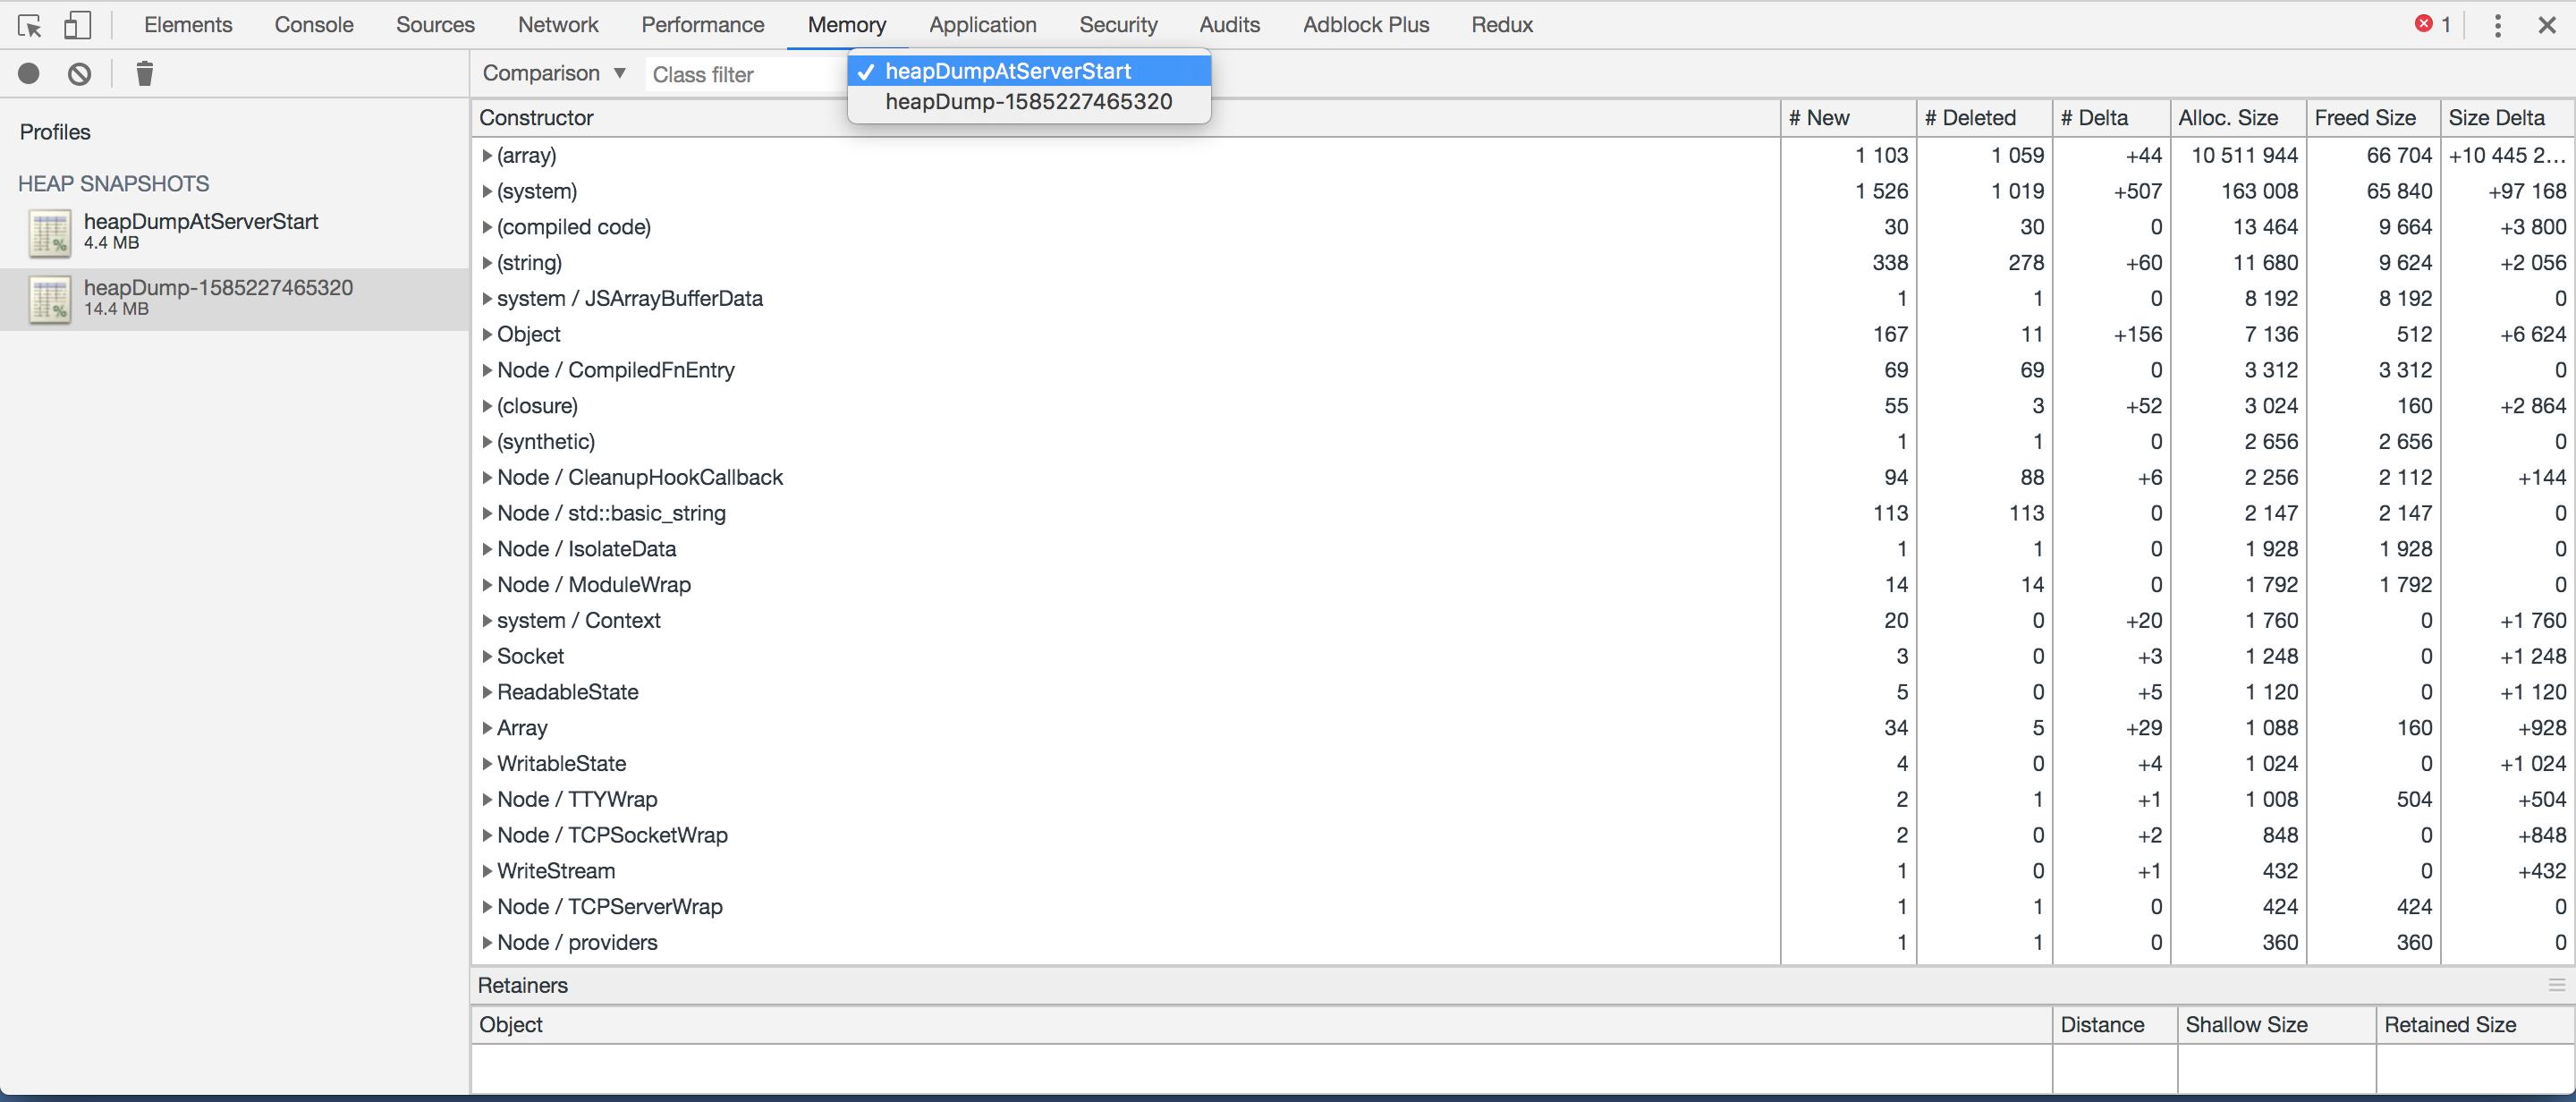 Elements Console Sources Network Performance Memory Application Security Audits Adblock Plus Redux 1
Comparison Class filter
heapDumpAtServerStart
heapDump-1585227465320
Profiles
HEAP SNAPSHOTS
heapDumpAtServerStart
4.4 MB
heapDump-1585227465320
14.4 MB
Constructor # New # Deleted # Delta Alloc. Size Freed Size Size Delta
(array) 1 103 1 059 +44 10 511 944 66 704 +10 445 2...
(system) 1 526 1 019 +507 163 008 65 840 +97 168
(compiled code) 30 30 0 13 464 9 664 +3 800
(string) 338 278 +60 11 680 9 624 +2 056
system / JSArrayBufferData 1 1 0 8 192 8 192 0
Object 167 11 +156 7 136 512 +6 624
Node / CompiledFnEntry 69 69 0 3 312 3 312 0
(closure) 55 3 +52 3 024 160 +2 864
(synthetic) 1 1 0 2 656 2 656 0
Node / CleanupHookCallback 94 88 +6 2 256 2 112 +144
Node / std::basic_string 113 113 0 2 147 2 147 0
Node / IsolateData 1 1 0 1 928 1 928 0
Node / ModuleWrap 14 14 0 1 792 1 792 0
system / Context 20 0 +20 1 760 0 +1 760
Socket 3 0 +3 1 248 0 +1 248
ReadableState 5 0 +5 1 120 0 +1 120
Array 34 5 +29 1 088 160 +928
WritableState 4 0 +4 1 024 0 +1 024
Node / TTYWrap 2 1 +1 1 008 504 +504
Node / TCPSocketWrap 2 0 +2 848 0 +848
WriteStream 1 0 +1 432 0 +432
Node / TCPServerWrap 1 1 0 424 424 0
Node / providers 1 1 0 360 360 0
Retainers
Object Distance Shallow Size Retained Size